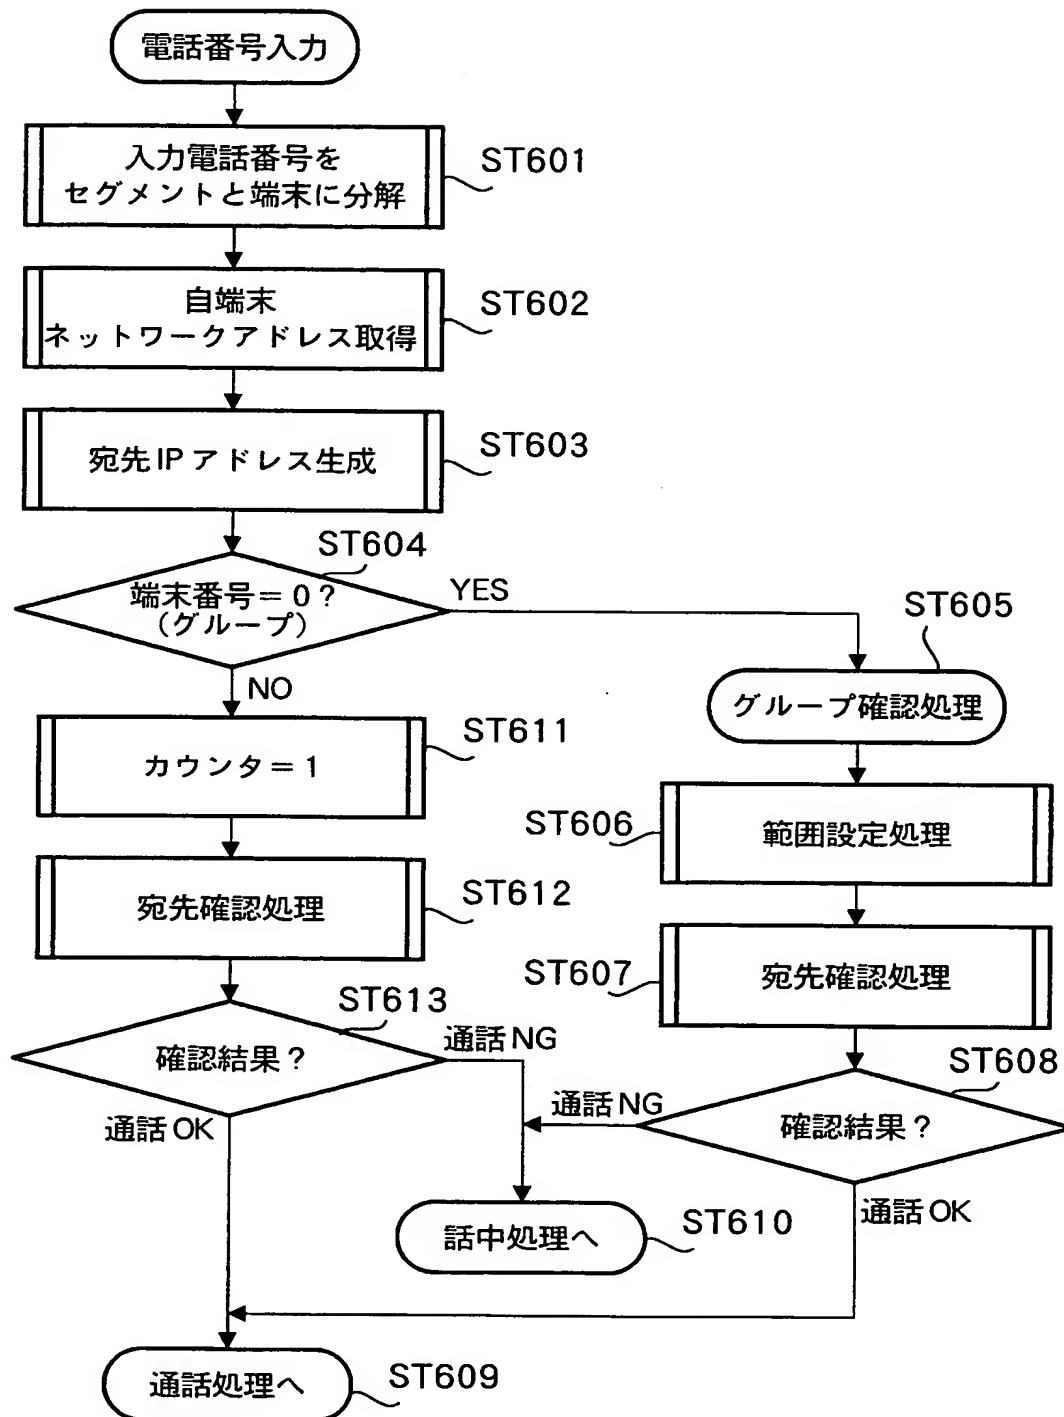 電話番号入力
入力電話番号を
セグメントと端末に分解
ST601
自端末
ネットワークアドレス取得
ST602
宛先IPアドレス生成
ST603
ST604
端末番号=0?
(グループ)
YES
NO
ST605
グループ確認処理
カウンタ=1
ST611
ST606
範囲設定処理
宛先確認処理
ST612
ST607
宛先確認処理
ST613
確認結果?
通話NG
通話OK
ST608
確認結果?
通話NG
通話OK
話中処理へ
ST610
通話処理へ
ST609